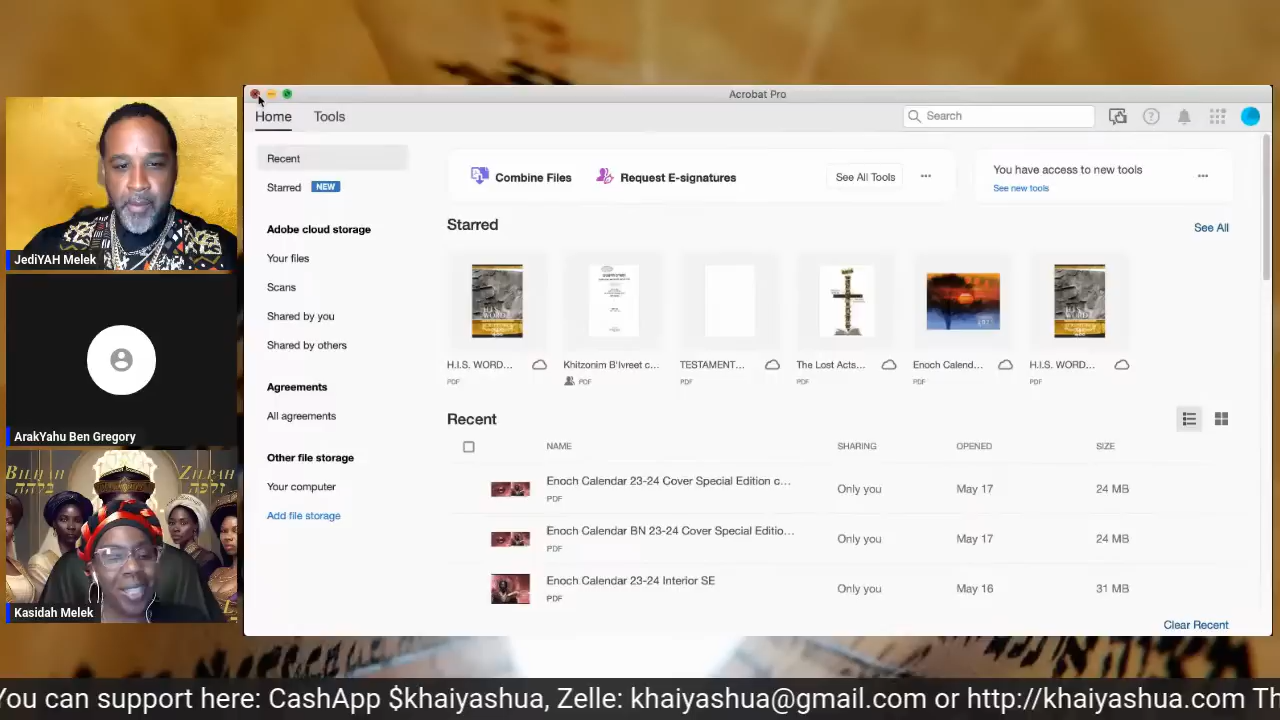 Acrobat Pro
Home
Tools
Search
Recent
Starred
NEW
Adobe cloud storage
Your files
Scans
Shared by you
Shared by others
Agreements
All agreements
Other file storage
Your computer
Add file storage
Combine Files
Request E-signatures
See All Tools
You have access to new tools
See new tools
Starred
See All
H.I.S. WORD...
PDF
Khitzonim B'Ivreet c...
PDF
TESTAMENT...
PDF
The Lost Acts...
PDF
Enoch Calend...
PDF
H.I.S. WORD...
PDF
Recent
NAME SHARING OPENED SIZE
Enoch Calendar 23-24 Cover Special Edition c... Only you May 17 24 MB
PDF
Enoch Calendar BN 23-24 Cover Special Editio... Only you May 17 24 MB
PDF
Enoch Calendar 23-24 Interior SE Only you May 16 31 MB
PDF
Clear Recent
JediYAH Melek
ArakYahu Ben Gregory
BILHAH
בלהה
ZILPAH
זלפה
Kasidah Melek
You can support here: CashApp $khaiyashua, Zelle: khaiyashua@gmail.com or http://khaiyashua.com Th